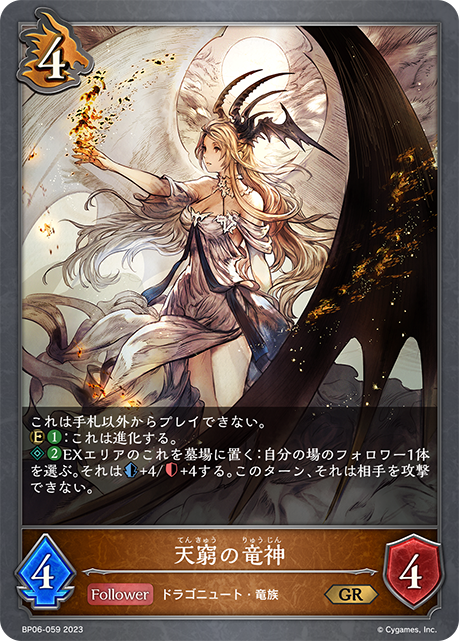 4
これは手札以外からプレイできない。
E 1:これは進化する。
2 EXエリアのこれを墓場に置く:自分の場のフォロワー1体
を選ぶ。それは+4/+4する。このターン、それは相手を攻撃
できない。
てんきゅう りゅうじん
天窮の竜神
4 Follower ドラゴニュート・竜族 GR 4
BP06-059 2023 © Cygames, Inc.